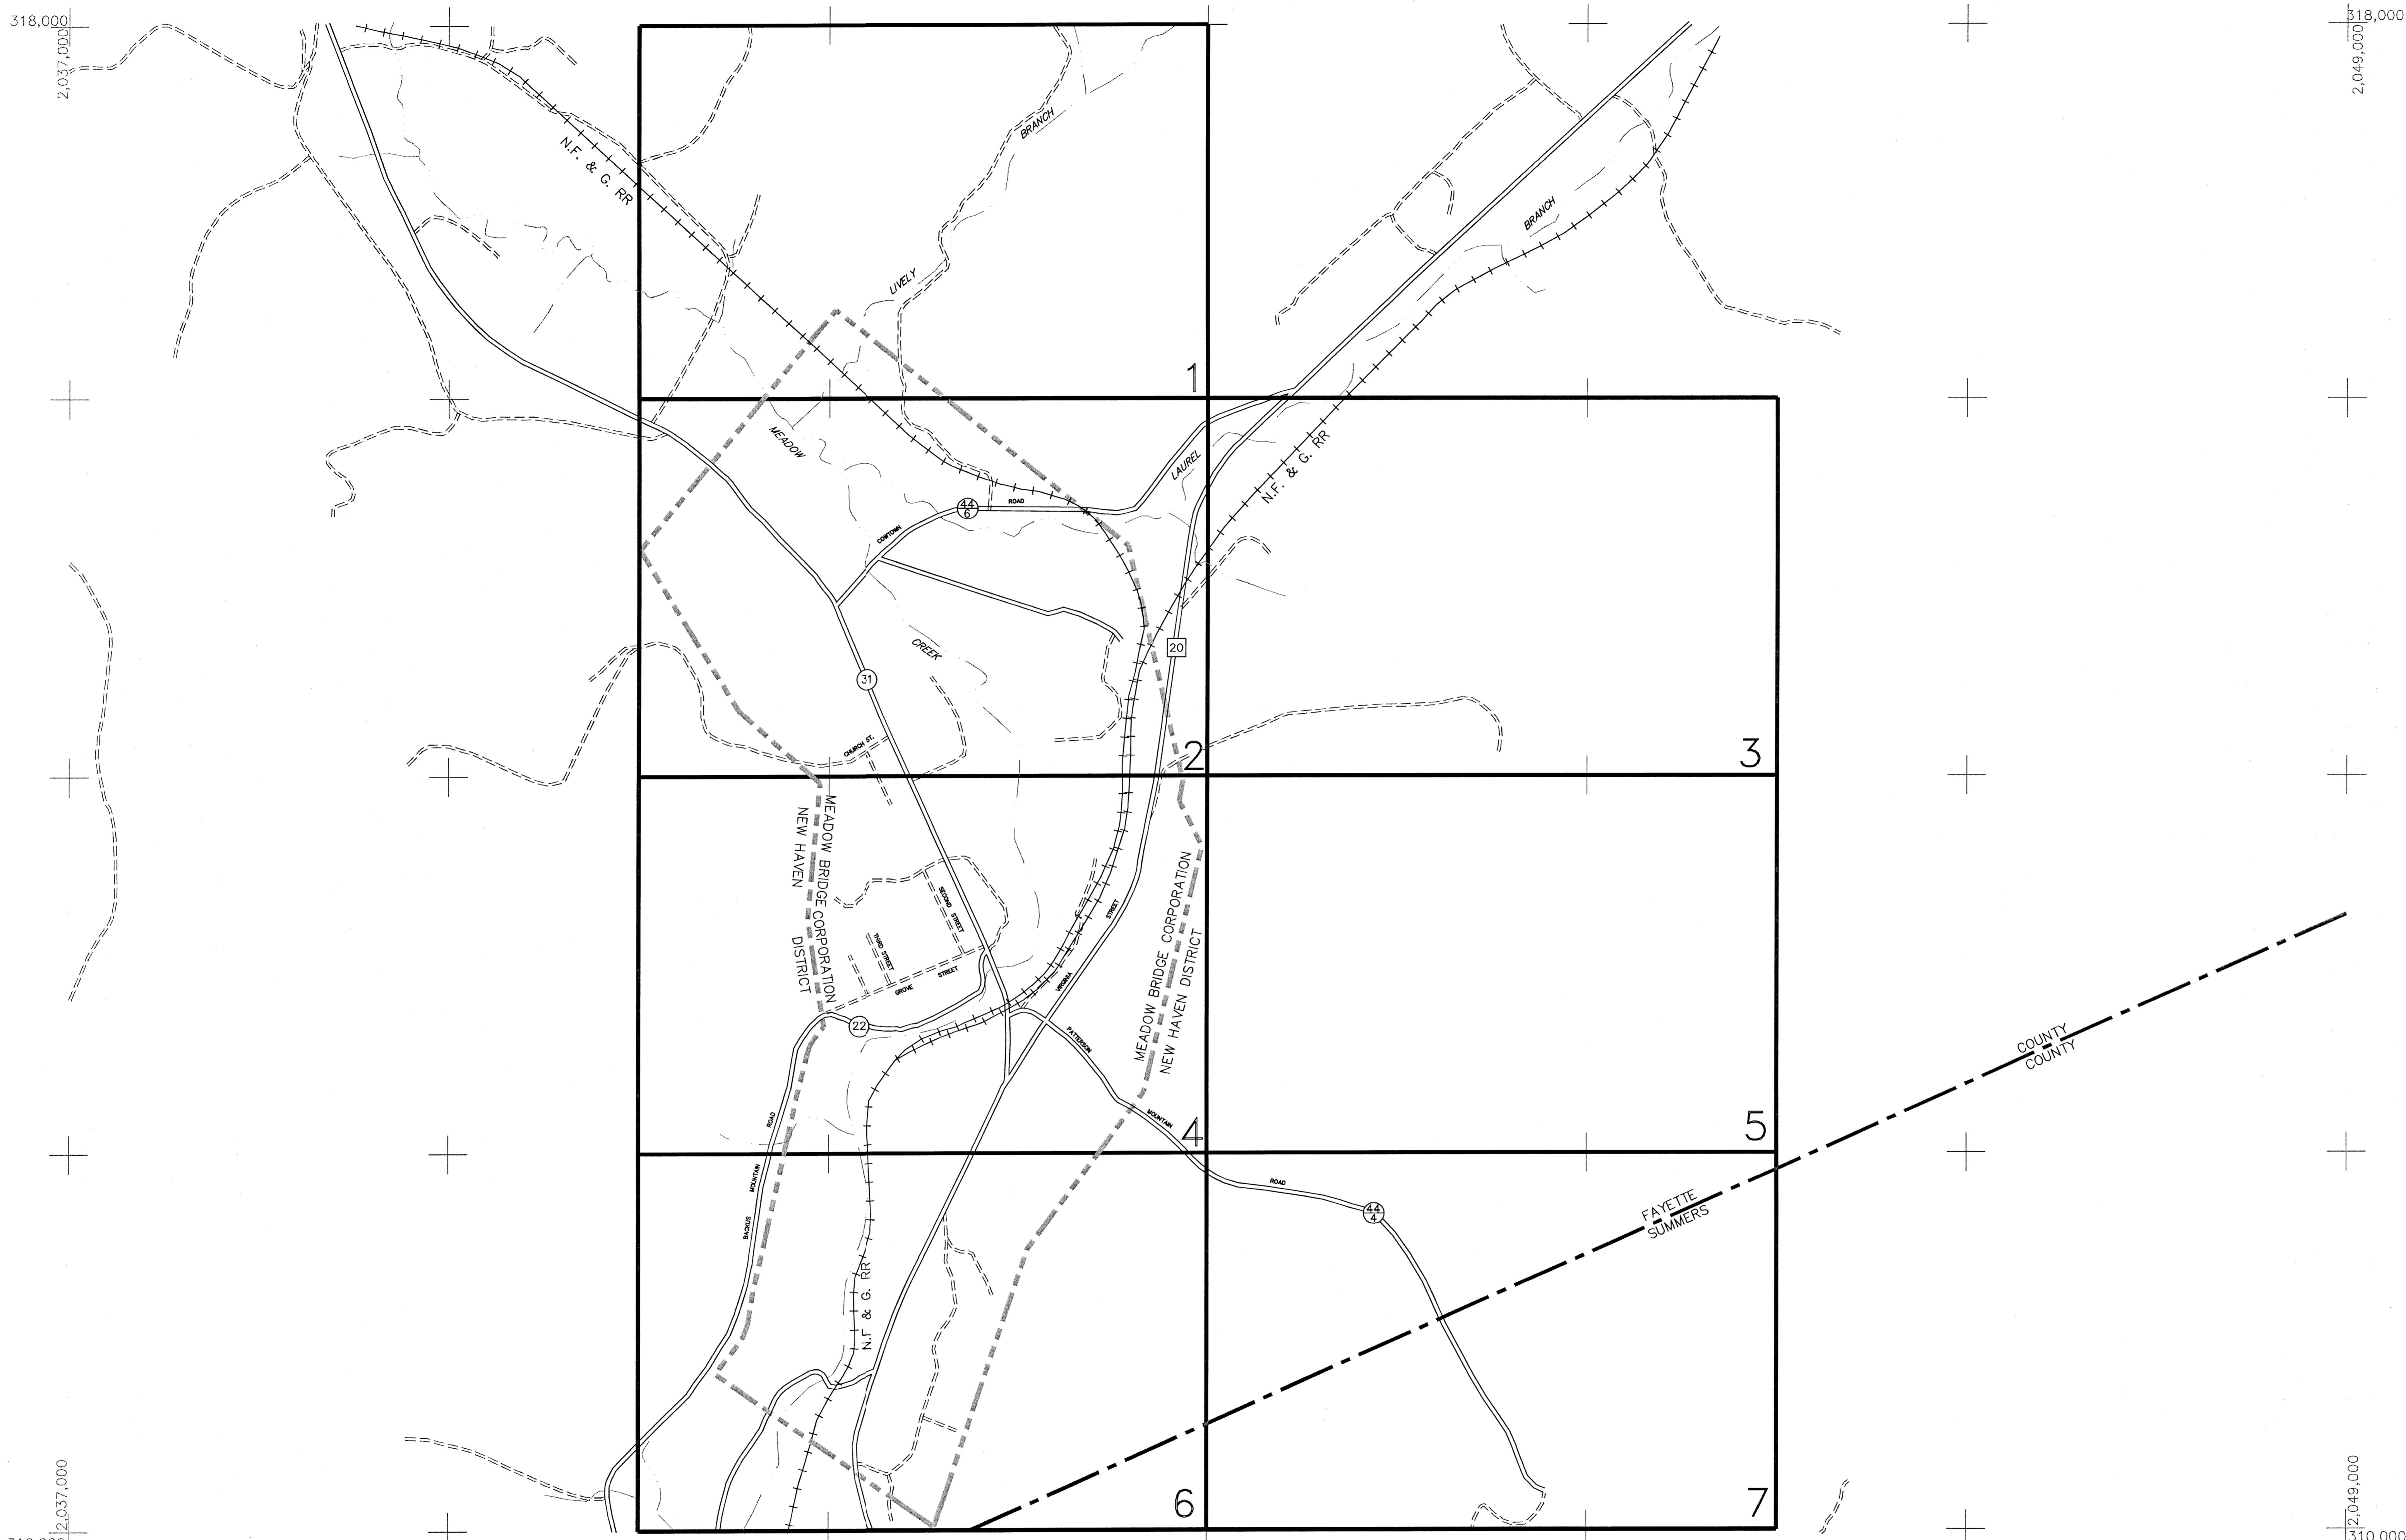 318,000
318,000
2,037,000
2,049,000
N.F. & G. RR
BRANCH
LIVELY
BRANCH
1
MEADOW
LAUREL
N.F. & G. RR
44
6
ROAD
COWTOWN
CREEK
20
31
CHURCH ST.
2
3
MEADOW BRIDGE CORPORATION
NEW HAVEN DISTRICT
SECOND STREET
THIRD STREET
GROVE STREET
STREET
VIRGINIA
MEADOW BRIDGE CORPORATION
NEW HAVEN DISTRICT
22
PATTERSON
MOUNTAIN
ROAD
44
4
COUNTY
COUNTY
FAYETTE
SUMMERS
4
5
ROAD
MOUNTAIN
BACKUS
N.F & G. RR
6
7
2,037,000
2,049,000
310,000